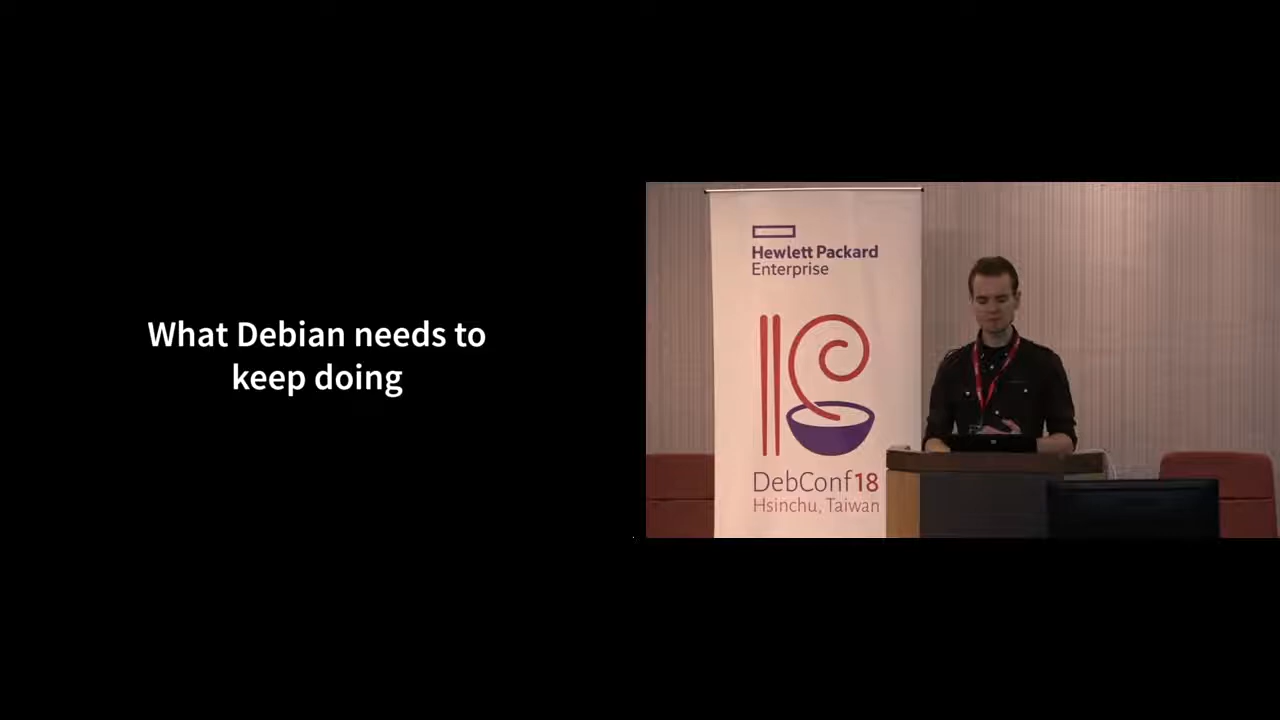 What Debian needs to
keep doing
Hewlett Packard
Enterprise
DebConf18
Hsinchu, Taiwan